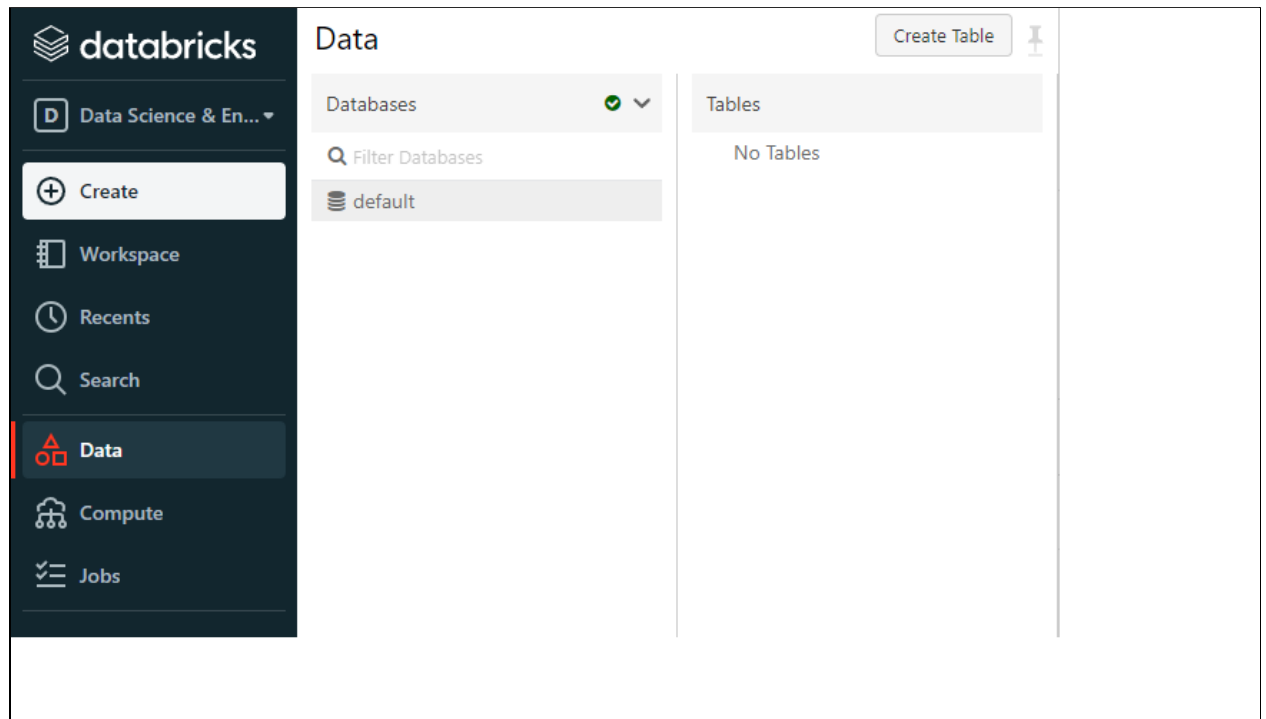 databricks
D Data Science & En...
Create
Workspace
Recents
Search
Data
Compute
Jobs
Data
Create Table
Databases
Filter Databases
default
Tables
No Tables